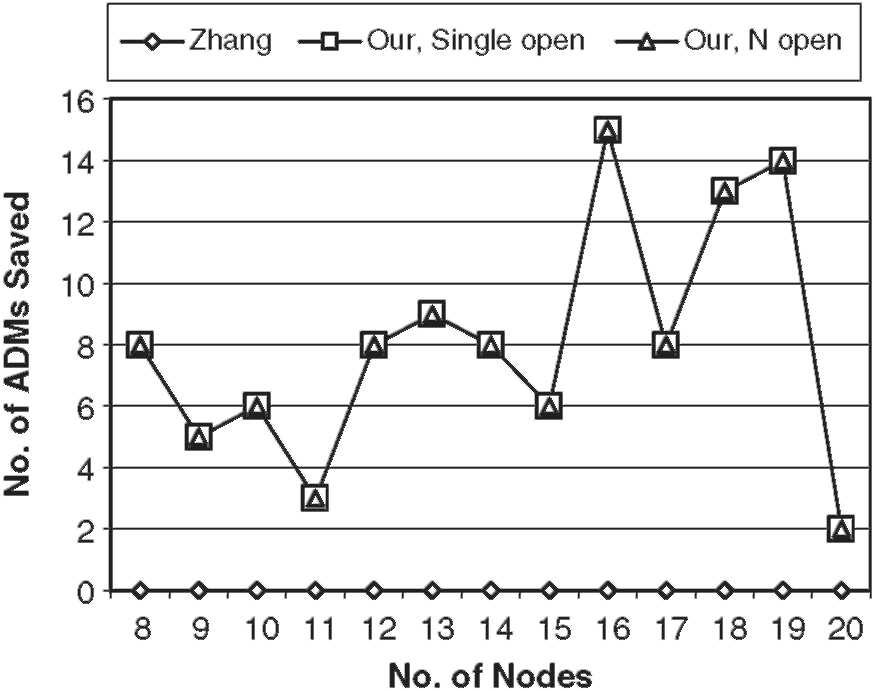 Zhang Our, Single open Our, N open
16
14
12
10
8
6
4
2
0
No. of ADMs Saved
8 9 10 11 12 13 14 15 16 17 18 19 20
No. of Nodes